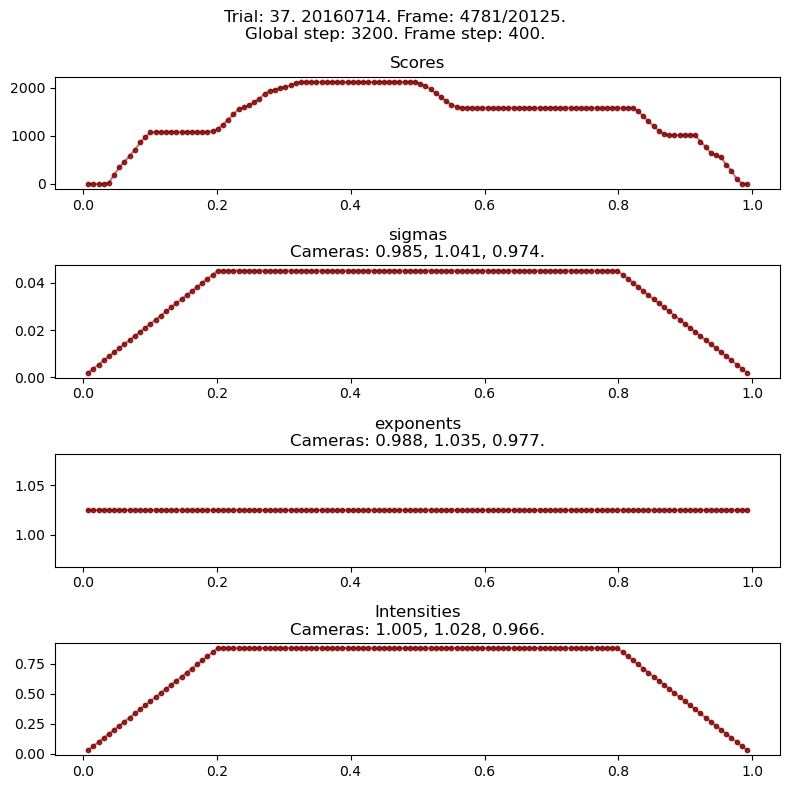 Trial: 37. 20160714. Frame: 4781/20125.
Global step: 3200. Frame step: 400.
Scores
2000
1000
0
0.0 0.2 0.4 0.6 0.8 1.0
sigmas
Cameras: 0.985, 1.041, 0.974.
0.04
0.02
0.00
0.0 0.2 0.4 0.6 0.8 1.0
exponents
Cameras: 0.988, 1.035, 0.977.
1.05
1.00
0.0 0.2 0.4 0.6 0.8 1.0
Intensities
Cameras: 1.005, 1.028, 0.966.
0.75
0.50
0.25
0.00
0.0 0.2 0.4 0.6 0.8 1.0